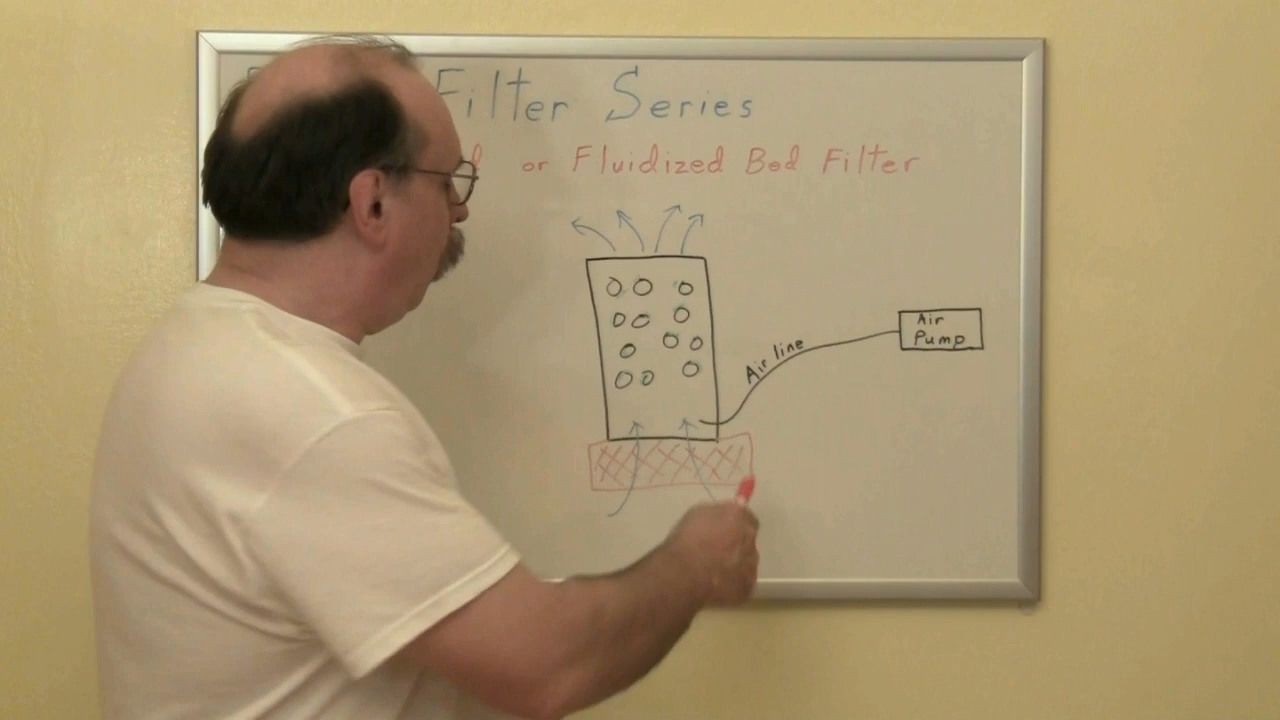 Filter Series
or Fluidized Bed Filter
Air
Pump
Air line